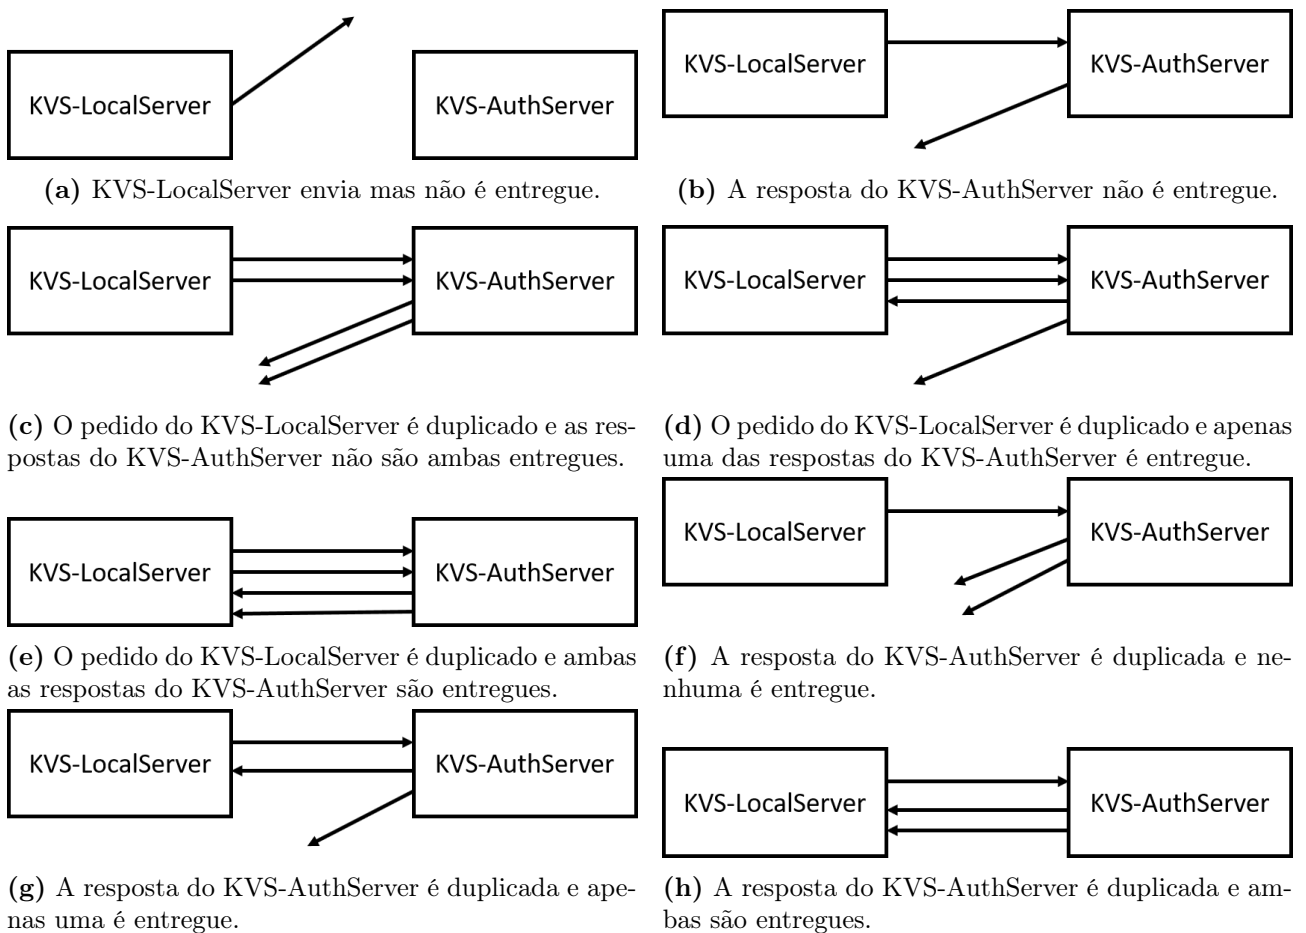 KVS-LocalServer
KVS-AuthServer
(a) KVS-LocalServer envia mas não é entregue.
KVS-LocalServer
KVS-AuthServer
(b) A resposta do KVS-AuthServer não é entregue.
KVS-LocalServer
KVS-AuthServer
(c) O pedido do KVS-LocalServer é duplicado e as res-
postas do KVS-AuthServer não são ambas entregues.
KVS-LocalServer
KVS-AuthServer
(d) O pedido do KVS-LocalServer é duplicado e apenas
uma das respostas do KVS-AuthServer é entregue.
KVS-LocalServer
KVS-AuthServer
(e) O pedido do KVS-LocalServer é duplicado e ambas
as respostas do KVS-AuthServer são entregues.
KVS-LocalServer
KVS-AuthServer
(f) A resposta do KVS-AuthServer é duplicada e ne-
nhuma é entregue.
KVS-LocalServer
KVS-AuthServer
(g) A resposta do KVS-AuthServer é duplicada e ape-
nas uma é entregue.
KVS-LocalServer
KVS-AuthServer
(h) A resposta do KVS-AuthServer é duplicada e am-
bas são entregues.